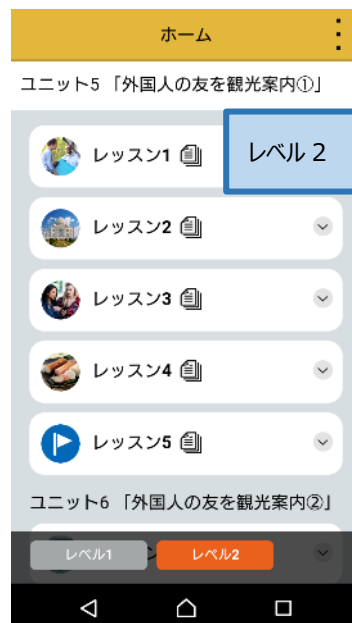 ホーム
ユニット5 「外国人の友を観光案内①」
レッスン1
レベル 2
レッスン2
レッスン3
レッスン4
レッスン5
ユニット6 「外国人の友を観光案内②」
レベル1
レベル2